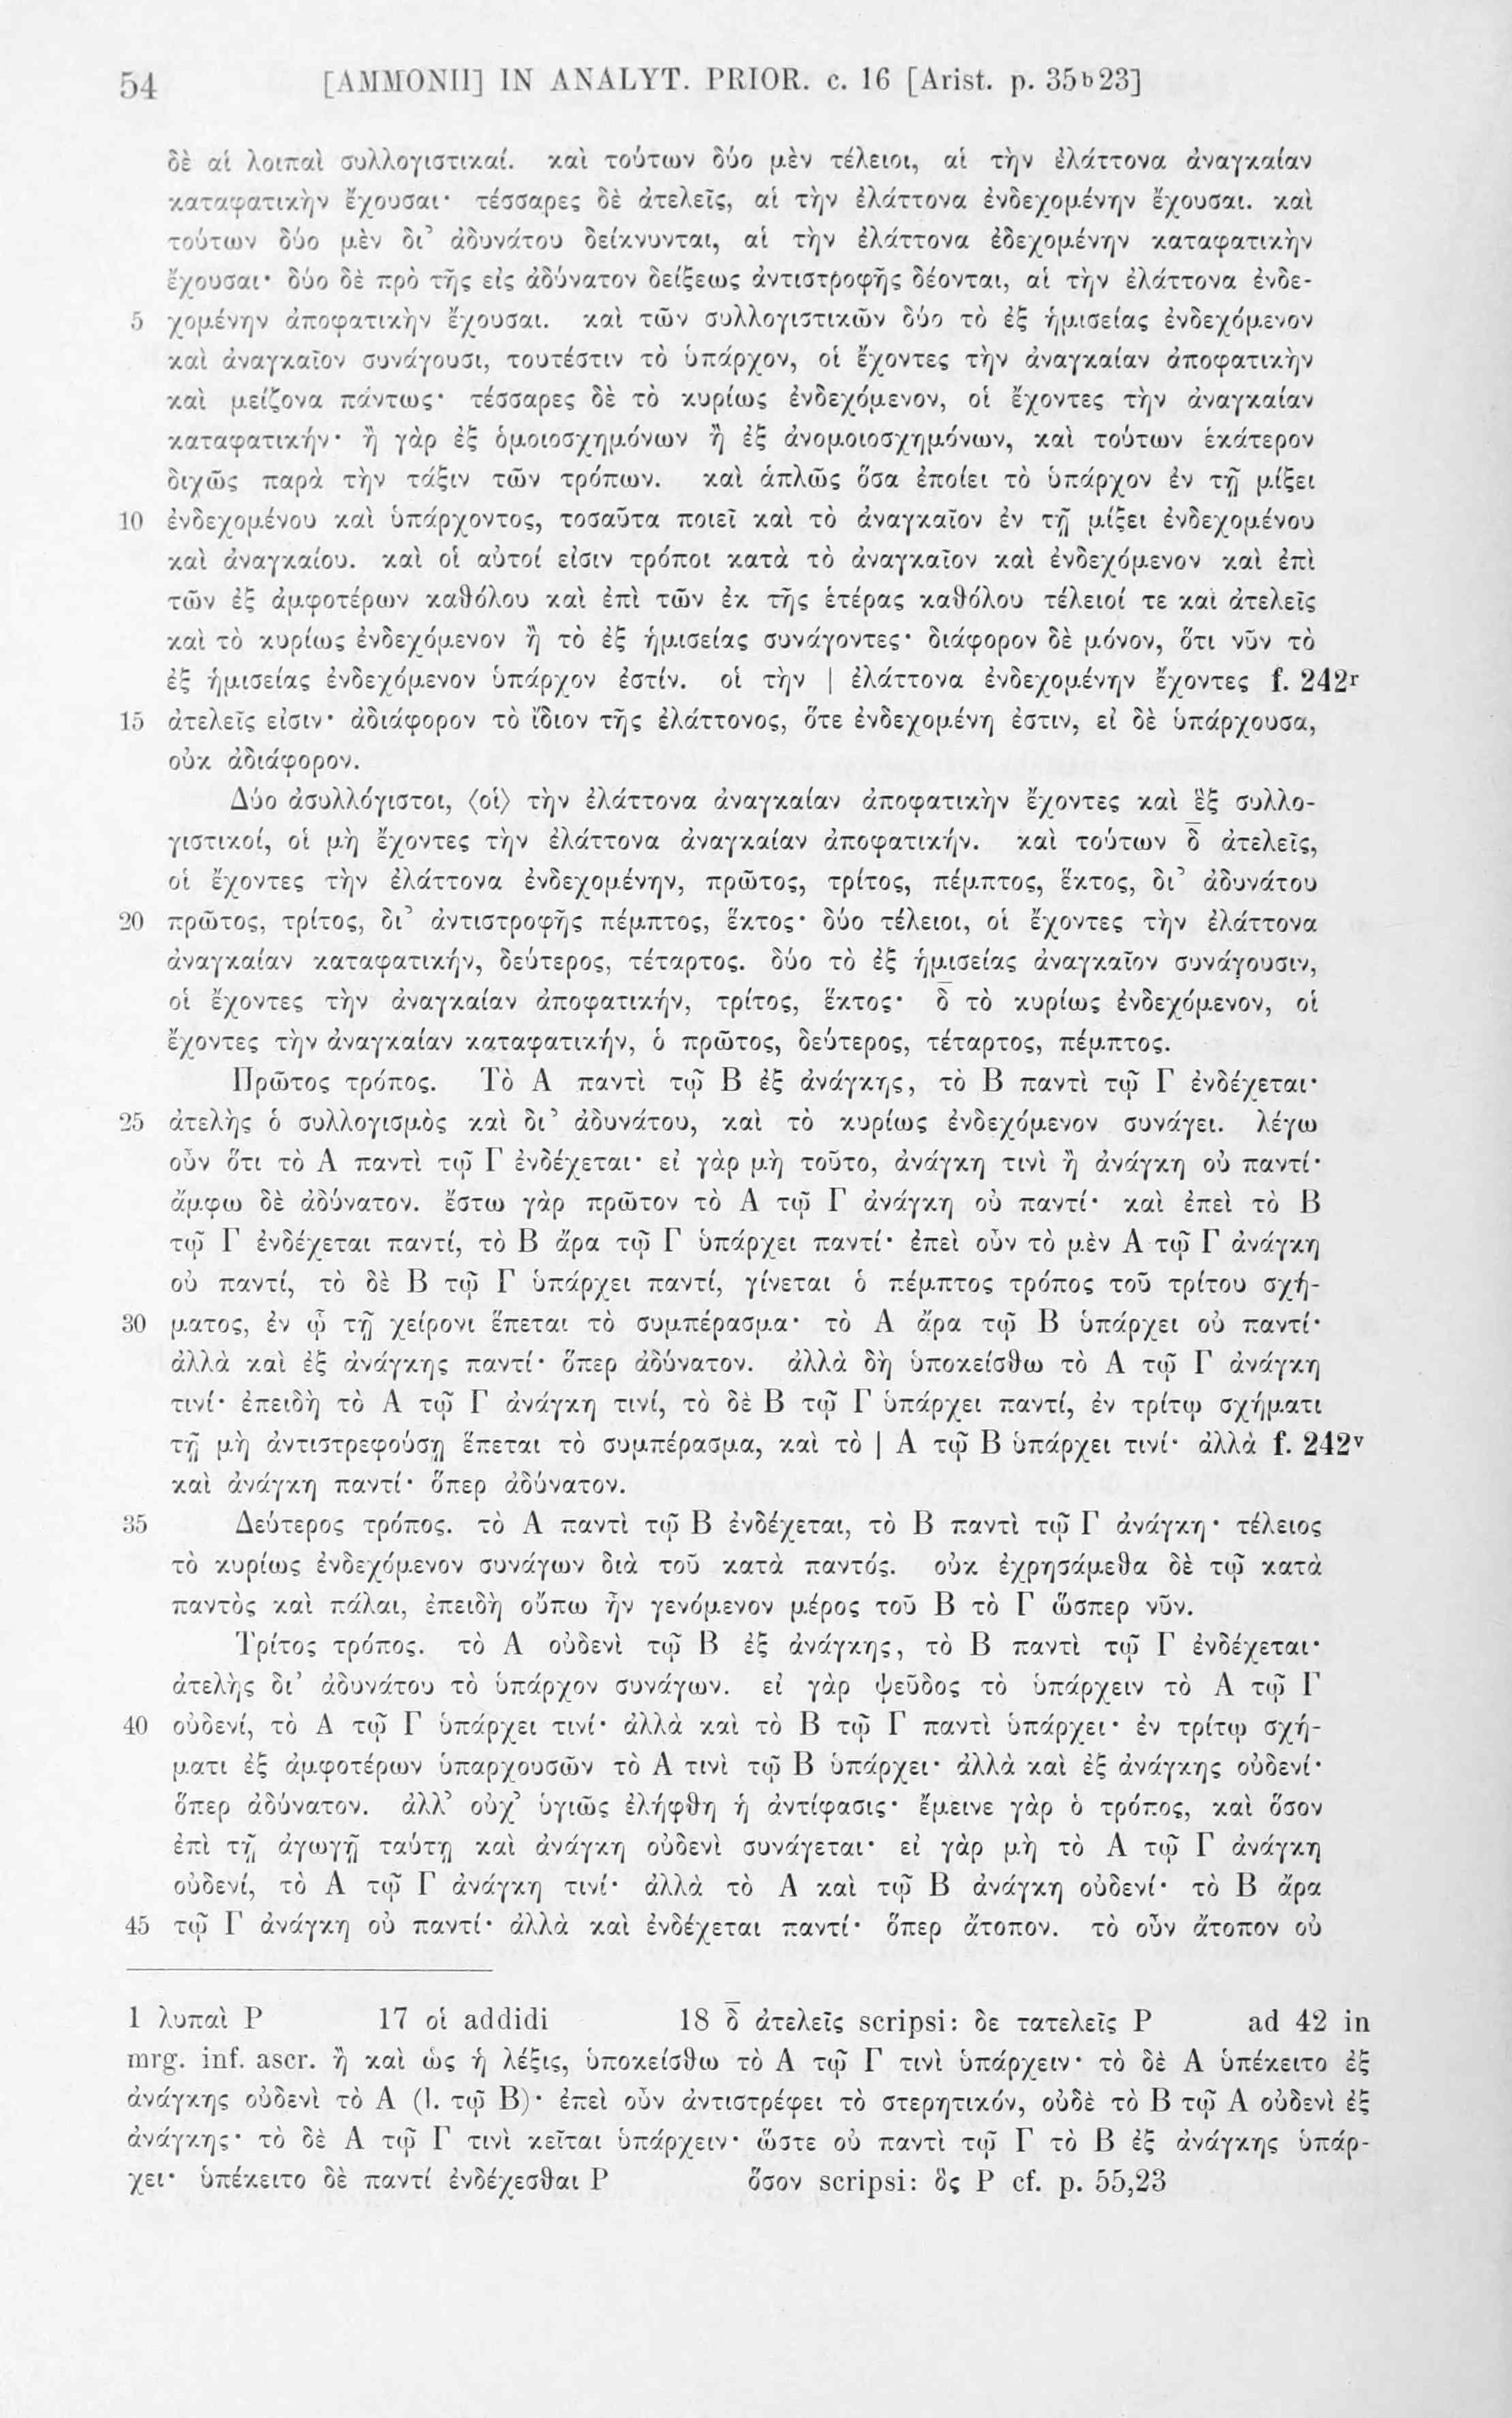 54 [AMMONII] IN ANALYT. PRIOR. c. 16 [Arist. p. 35b23]
δὲ αἱ λοιπαὶ συλλογιστικαί. καὶ τούτων δύο μὲν τέλειοι, αἱ τὴν ἐλάττονα ἀναγκαίαν
καταφατικὴν ἔχουσαι· τέσσαρες δὲ ἀτελεῖς, αἱ τὴν ἐλάττονα ἐνδεχομένην ἔχουσαι. καὶ
τούτων δύο μὲν δι᾽ ἀδυνάτου δείκνυνται, αἱ τὴν ἐλάττονα ἐδεχομένην καταφατικὴν
ἔχουσαι· δύο δὲ πρὸ τῆς εἰς ἀδύνατον δείξεως ἀντιστροφῆς δέονται, αἱ τὴν ἐλάττονα ἐνδε-
5 χομένην ἀποφατικὴν ἔχουσαι. καὶ τῶν συλλογιστικῶν δύο τὸ ἐξ ἡμισείας ἐνδεχόμενον
καὶ ἀναγκαῖον συνάγουσι, τουτέστιν τὸ ὑπάρχον, οἱ ἔχοντες τὴν ἀναγκαίαν ἀποφατικὴν
καὶ μείζονα πάντως· τέσσαρες δὲ τὸ κυρίως ἐνδεχόμενον, οἱ ἔχοντες τὴν ἀναγκαίαν
καταφατικήν· ἢ γὰρ ἐξ ὁμοιοσχημόνων ἢ ἐξ ἀνομοιοσχημόνων, καὶ τούτων ἑκάτερον
διχῶς παρὰ τὴν τάξιν τῶν τρόπων. καὶ ἁπλῶς ὅσα ἐποίει τὸ ὑπάρχον ἐν τῇ μίξει
10 ἐνδεχομένου καὶ ὑπάρχοντος, τοσαῦτα ποιεῖ καὶ τὸ ἀναγκαῖον ἐν τῇ μίξει ἐνδεχομένου
καὶ ἀναγκαίου. καὶ οἱ αὐτοί εἰσιν τρόποι κατὰ τὸ ἀναγκαῖον καὶ ἐνδεχόμενον καὶ ἐπὶ
τῶν ἐξ ἀμφοτέρων καθόλου καὶ ἐπὶ τῶν ἐκ τῆς ἑτέρας καθόλου τέλειοί τε καὶ ἀτελεῖς
καὶ τὸ κυρίως ἐνδεχόμενον ἢ τὸ ἐξ ἡμισείας συνάγοντες· διάφορον δὲ μόνον, ὅτι νῦν τὸ
ἐξ ἡμισείας ἐνδεχόμενον ὑπάρχον ἐστίν. οἱ τὴν | ἐλάττονα ἐνδεχομένην ἔχοντες f. 242r
15 ἀτελεῖς εἰσιν· ἀδιάφορον τὸ ἴδιον τῆς ἐλάττονος, ὅτε ἐνδεχομένη ἐστιν, εἰ δὲ ὑπάρχουσα,
οὐκ ἀδιάφορον.
Δύο ἀσυλλόγιστοι, ⟨οἱ⟩ τὴν ἐλάττονα ἀναγκαίαν ἀποφατικὴν ἔχοντες καὶ ἓξ συλλο-
γιστικοί, οἱ μὴ ἔχοντες τὴν ἐλάττονα ἀναγκαίαν ἀποφατικήν. καὶ τούτων δ̅ ἀτελεῖς,
οἱ ἔχοντες τὴν ἐλάττονα ἐνδεχομένην, πρῶτος, τρίτος, πέμπτος, ἕκτος, δι᾽ ἀδυνάτου
20 πρῶτος, τρίτος, δι᾽ ἀντιστροφῆς πέμπτος, ἕκτος· δύο τέλειοι, οἱ ἔχοντες τὴν ἐλάττονα
ἀναγκαίαν καταφατικήν, δεύτερος, τέταρτος. δύο τὸ ἐξ ἡμισείας ἀναγκαῖον συνάγουσιν,
οἱ ἔχοντες τὴν ἀναγκαίαν ἀποφατικήν, τρίτος, ἕκτος· δ̅ τὸ κυρίως ἐνδεχόμενον, οἱ
ἔχοντες τὴν ἀναγκαίαν καταφατικήν, ὁ πρῶτος, δεύτερος, τέταρτος, πέμπτος.
Πρῶτος τρόπος. Τὸ Α παντὶ τῷ Β ἐξ ἀνάγκης, τὸ Β παντὶ τῷ Γ ἐνδέχεται·
25 ἀτελὴς ὁ συλλογισμὸς καὶ δι᾽ ἀδυνάτου, καὶ τὸ κυρίως ἐνδεχόμενον συνάγει. λέγω
οὖν ὅτι τὸ Α παντὶ τῷ Γ ἐνδέχεται· εἰ γὰρ μὴ τοῦτο, ἀνάγκη τινὶ ἢ ἀνάγκη οὐ παντί·
ἄμφω δὲ ἀδύνατον. ἔστω γὰρ πρῶτον τὸ Α τῷ Γ ἀνάγκη οὐ παντί· καὶ ἐπεὶ τὸ Β
τῷ Γ ἐνδέχεται παντί, τὸ Β ἄρα τῷ Γ ὑπάρχει παντί· ἐπεὶ οὖν τὸ μὲν Α τῷ Γ ἀνάγκη
οὐ παντί, τὸ δὲ Β τῷ Γ ὑπάρχει παντί, γίνεται ὁ πέμπτος τρόπος τοῦ τρίτου σχή-
30 ματος, ἐν ᾧ τῇ χείρονι ἕπεται τὸ συμπέρασμα· τὸ Α ἄρα τῷ Β ὑπάρχει οὐ παντί·
ἀλλὰ καὶ ἐξ ἀνάγκης παντί· ὅπερ ἀδύνατον. ἀλλὰ δὴ ὑποκείσθω τὸ Α τῷ Γ ἀνάγκη
τινί· ἐπειδὴ τὸ Α τῷ Γ ἀνάγκη τινί, τὸ δὲ Β τῷ Γ ὑπάρχει παντί, ἐν τρίτῳ σχήματι
τῇ μὴ ἀντιστρεφούσῃ ἕπεται τὸ συμπέρασμα, καὶ τὸ | Α τῷ Β ὑπάρχει τινί· ἀλλὰ f. 242v
καὶ ἀνάγκη παντί· ὅπερ ἀδύνατον.
35 Δεύτερος τρόπος. τὸ Α παντὶ τῷ Β ἐνδέχεται, τὸ Β παντὶ τῷ Γ ἀνάγκη· τέλειος
τὸ κυρίως ἐνδεχόμενον συνάγων διὰ τοῦ κατὰ παντός. οὐκ ἐχρησάμεθα δὲ τῷ κατὰ
παντὸς καὶ πάλαι, ἐπειδὴ οὔπω ἦν γενόμενον μέρος τοῦ Β τὸ Γ ὥσπερ νῦν.
Τρίτος τρόπος. τὸ Α οὐδενὶ τῷ Β ἐξ ἀνάγκης, τὸ Β παντὶ τῷ Γ ἐνδέχεται·
ἀτελὴς δι᾽ ἀδυνάτου τὸ ὑπάρχον συνάγων. εἰ γὰρ ψεῦδος τὸ ὑπάρχειν τὸ Α τῷ Γ
40 οὐδενί, τὸ Α τῷ Γ ὑπάρχει τινί· ἀλλὰ καὶ τὸ Β τῷ Γ παντὶ ὑπάρχει· ἐν τρίτῳ σχή-
ματι ἐξ ἀμφοτέρων ὑπαρχουσῶν τὸ Α τινὶ τῷ Β ὑπάρχει· ἀλλὰ καὶ ἐξ ἀνάγκης οὐδενί·
ὅπερ ἀδύνατον. ἀλλ᾽ οὐχ᾽ ὑγιῶς ἐλήφθη ἡ ἀντίφασις· ἔμεινε γὰρ ὁ τρόπος, καὶ ὅσον
ἐπὶ τῇ ἀγωγῇ ταύτῃ καὶ ἀνάγκη οὐδενὶ συνάγεται· εἰ γὰρ μὴ τὸ Α τῷ Γ ἀνάγκη
οὐδενί, τὸ Α τῷ Γ ἀνάγκη τινί· ἀλλὰ τὸ Α καὶ τῷ Β ἀνάγκη οὐδενί· τὸ Β ἄρα
45 τῷ Γ ἀνάγκη οὐ παντί· ἀλλὰ καὶ ἐνδέχεται παντί· ὅπερ ἄτοπον. τὸ οὖν ἄτοπον οὐ
1 λυπαὶ P 17 οἱ addidi 18 δ̅ ἀτελεῖς scripsi: δε τατελεῖς P ad 42 in
mrg. inf. ascr. ἢ καὶ ὡς ἡ λέξις, ὑποκείσθω τὸ Α τῷ Γ τινὶ ὑπάρχειν· τὸ δὲ Α ὑπέκειτο ἐξ
ἀνάγκης οὐδενὶ τὸ Α (l. τῷ Β)· ἐπεὶ οὖν ἀντιστρέφει τὸ στερητικόν, οὐδὲ τὸ Β τῷ Α οὐδενὶ ἐξ
ἀνάγκης· τὸ δὲ Α τῷ Γ τινὶ κεῖται ὑπάρχειν· ὥστε οὐ παντὶ τῷ Γ τὸ Β ἐξ ἀνάγκης ὑπάρ-
χει· ὑπέκειτο δὲ παντί ἐνδέχεσθαι P ὅσον scripsi: ὃς P cf. p. 55,23